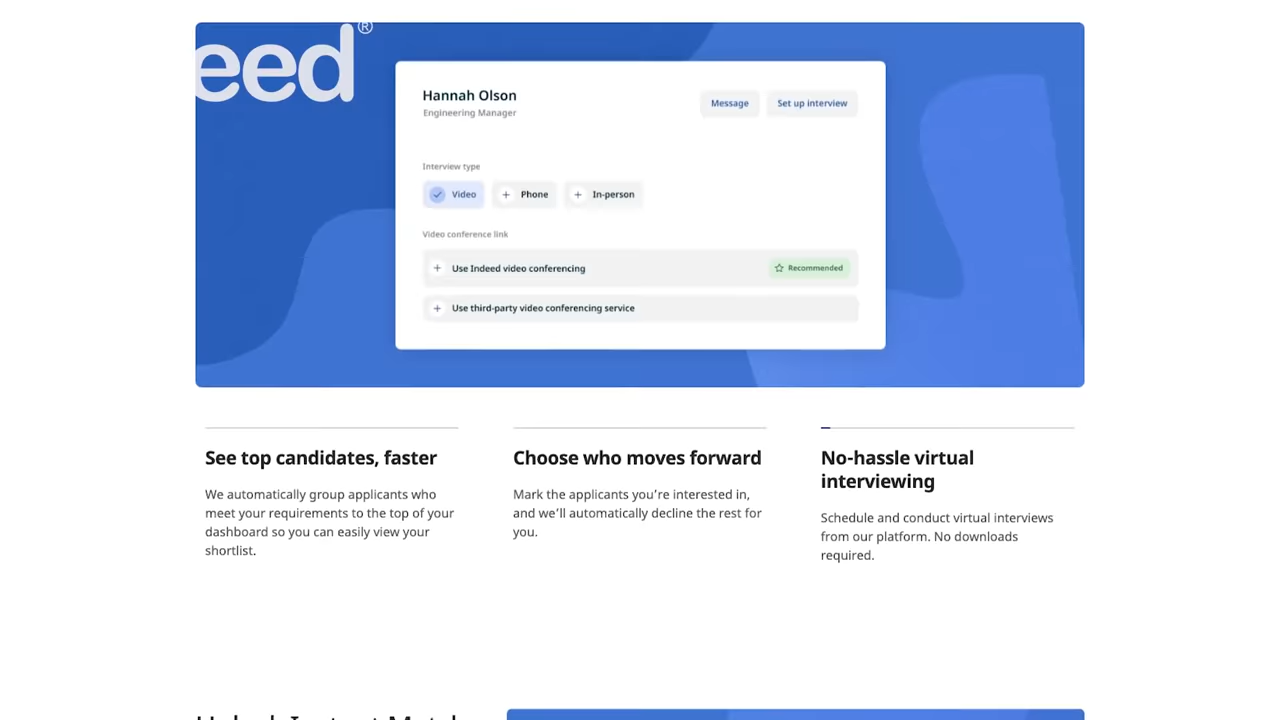 eed®
Hannah Olson
Engineering Manager
Message
Set up interview
Interview type
Video
Phone
In-person
Video conference link
Use Indeed video conferencing
Recommended
Use third-party video conferencing service
See top candidates, faster
We automatically group applicants who
meet your requirements to the top of your
dashboard so you can easily view your
shortlist.
Choose who moves forward
Mark the applicants you’re interested in,
and we’ll automatically decline the rest for
you.
No-hassle virtual
interviewing
Schedule and conduct virtual interviews
from our platform. No downloads
required.